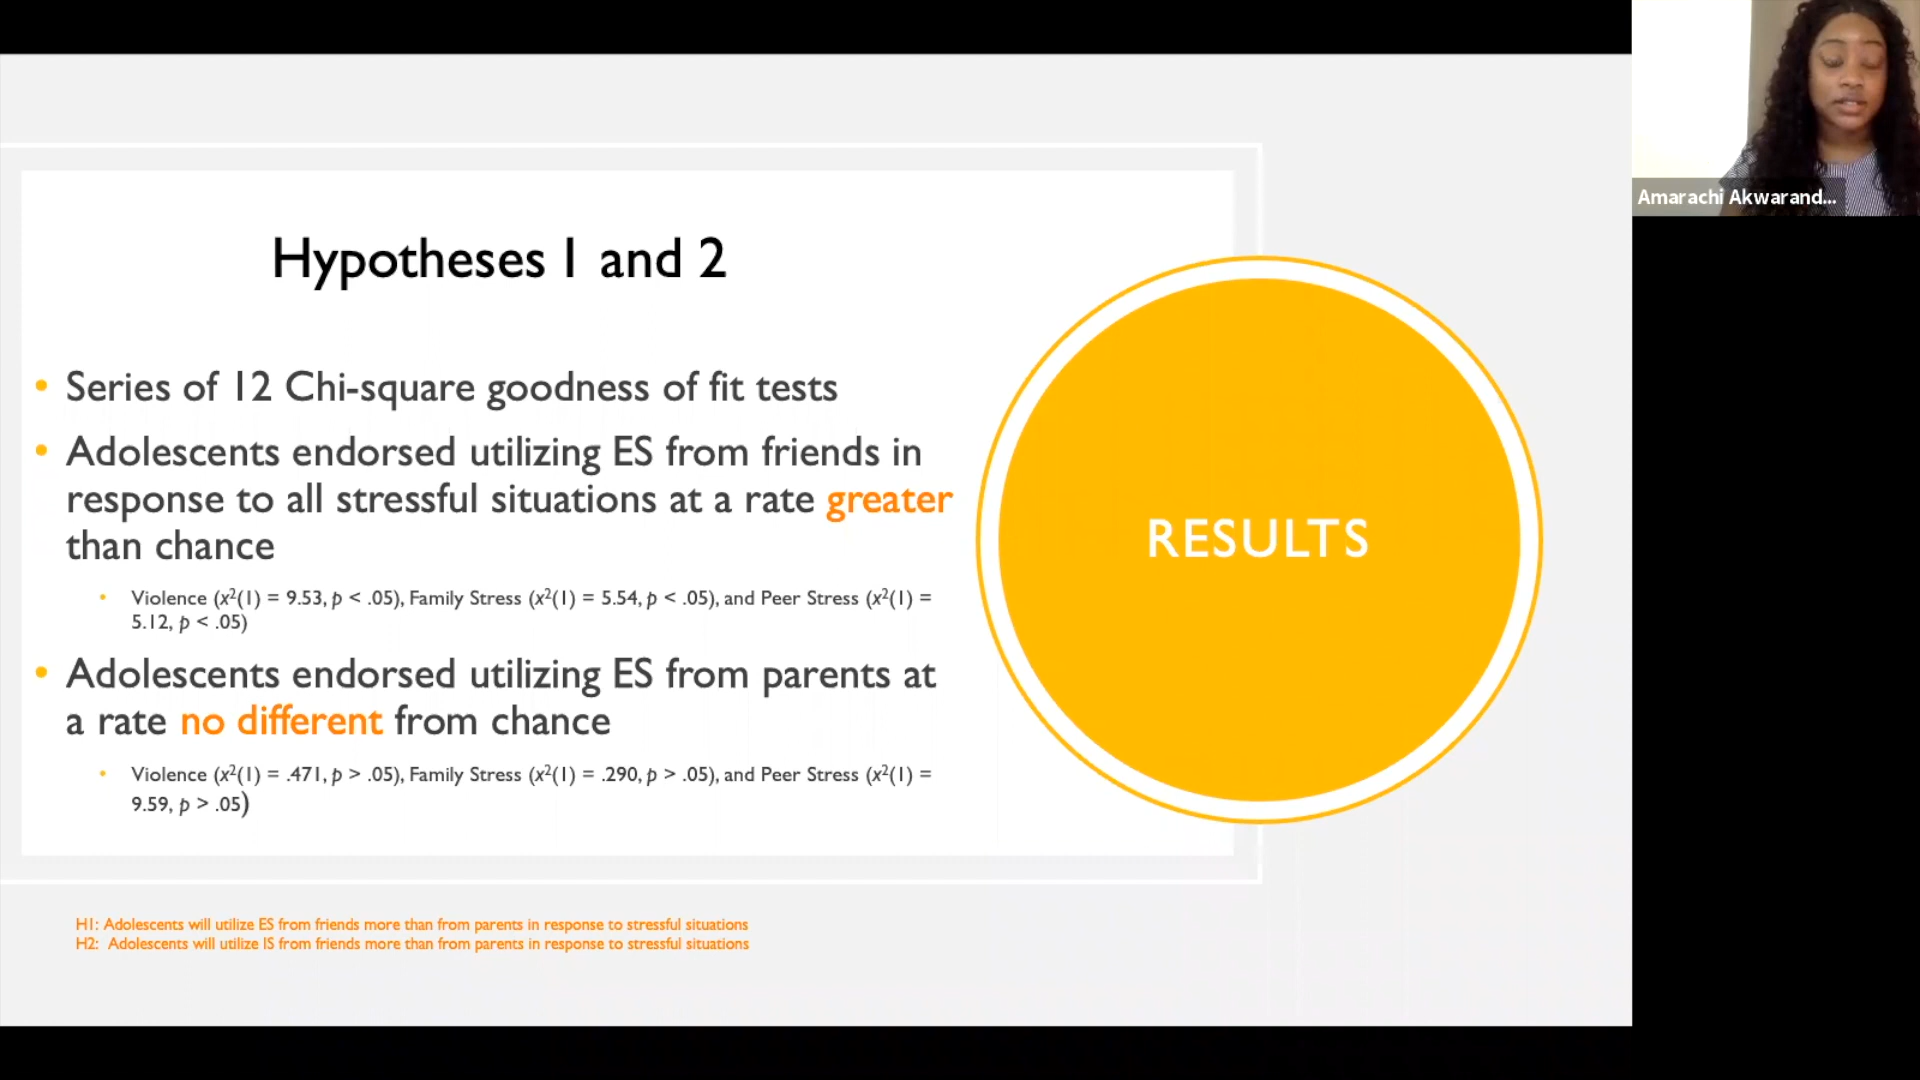 Amarachi Akwarand...
Hypotheses 1 and 2
• Series of 12 Chi-square goodness of fit tests
• Adolescents endorsed utilizing ES from friends in
response to all stressful situations at a rate greater
than chance
• Violence (x²(1) = 9.53, p < .05), Family Stress (x²(1) = 5.54, p < .05), and Peer Stress (x²(1) =
5.12, p < .05)
• Adolescents endorsed utilizing ES from parents at
a rate no different from chance
• Violence (x²(1) = .471, p > .05), Family Stress (x²(1) = .290, p > .05), and Peer Stress (x²(1) =
9.59, p > .05)
RESULTS
H1: Adolescents will utilize ES from friends more than from parents in response to stressful situations
H2: Adolescents will utilize IS from friends more than from parents in response to stressful situations